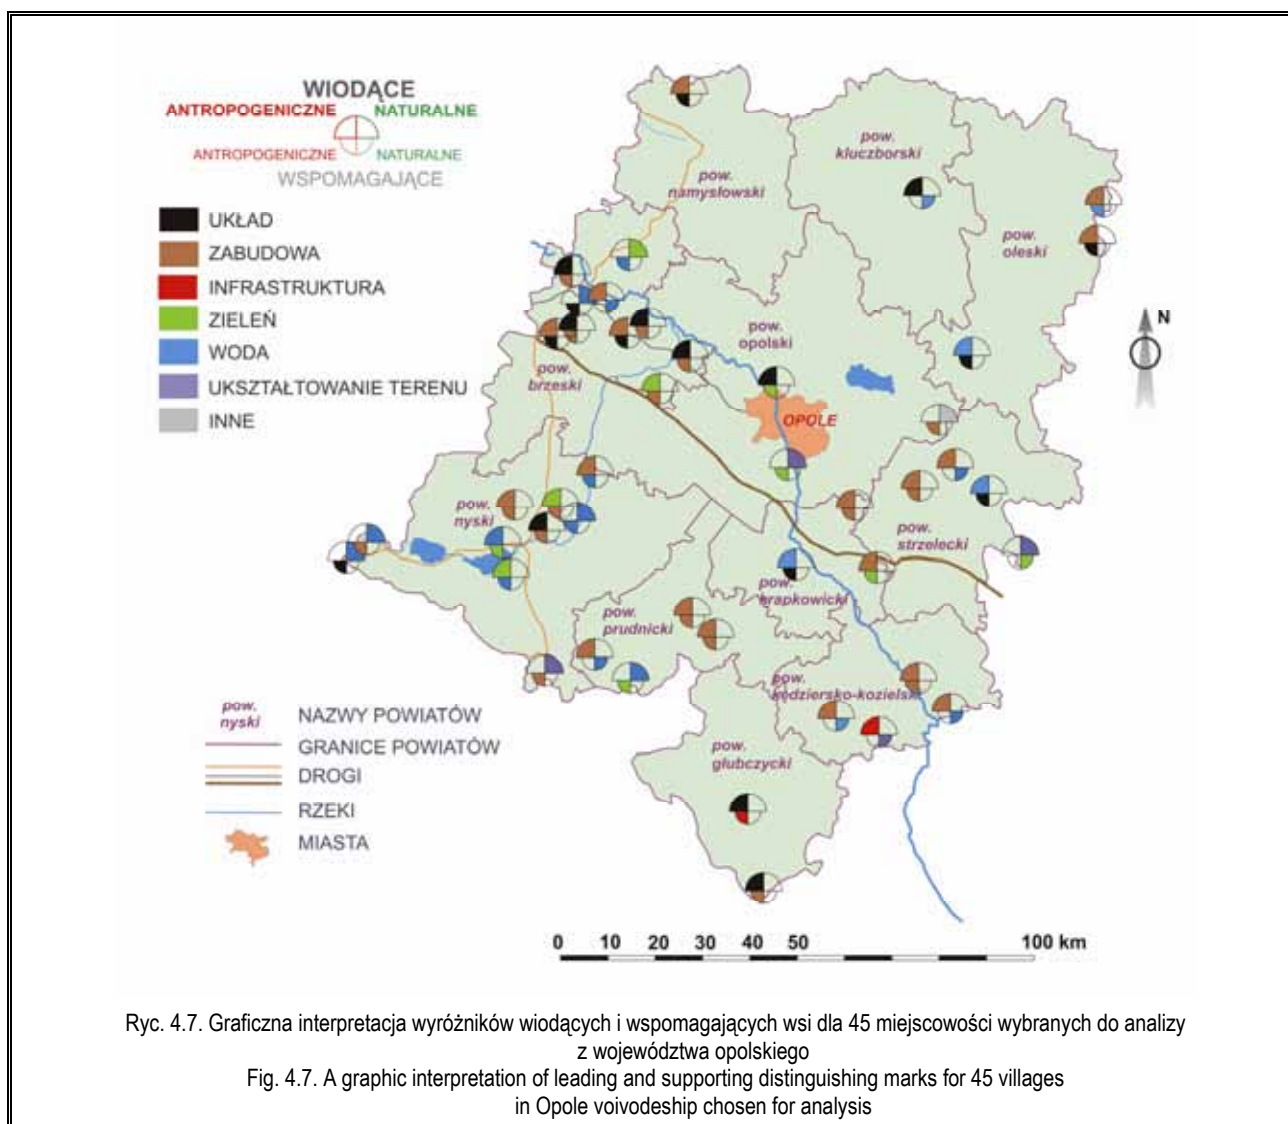 WIODĄCE
ANTROPOGENICZNE NATURALNE
ANTROPOGENICZNE NATURALNE
WSPOMAGAJĄCE
UKŁAD
ZABUDOWA
INFRASTRUKTURA
ZIELEŃ
WODA
UKSZTAŁTOWANIE TERENU
INNE
pow.
namysłowski
pow.
kluczborski
pow.
oleski
N
pow.
opolski
pow.
brzeski
OPOLE
pow.
nyski
pow.
strzelecki
pow.
krapkowicki
pow.
prudnicki
pow.
kędziersko-kozielski
pow.
głubczycki
pow.
nyski
NAZWY POWIATÓW
GRANICE POWIATÓW
DROGI
RZEKI
MIASTA
0 10 20 30 40 50 100 km
Ryc. 4.7. Graficzna interpretacja wyróżników wiodących i wspomagających wsi dla 45 miejscowości wybranych do analizy
z województwa opolskiego
Fig. 4.7. A graphic interpretation of leading and supporting distinguishing marks for 45 villages
in Opole voivodeship chosen for analysis